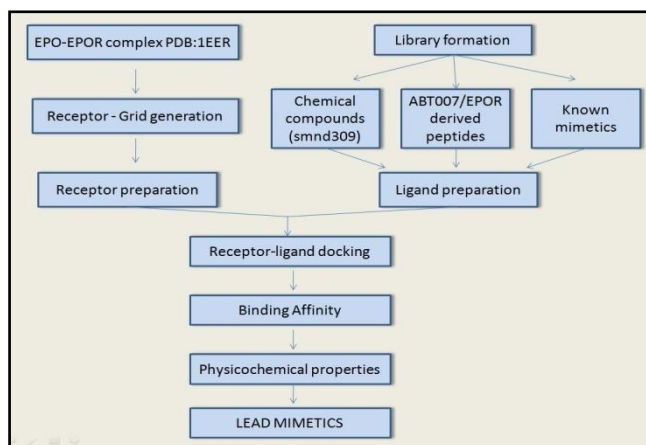 EPO-EPOR complex PDB:1EER
Library formation
Receptor - Grid generation
Chemical
compounds
(smnd309)
ABT007/EPOR
derived
peptides
Known
mimetics
Receptor preparation
Ligand preparation
Receptor-ligand docking
Binding Affinity
Physicochemical properties
LEAD MIMETICS